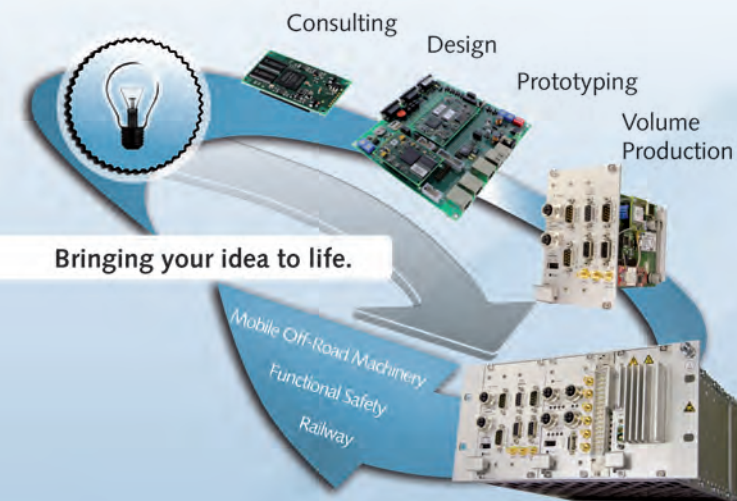 Consulting
Design
Prototyping
Volume
Production
Bringing your idea to life.
Mobile Off-Road Machinery
Functional Safety
Railway